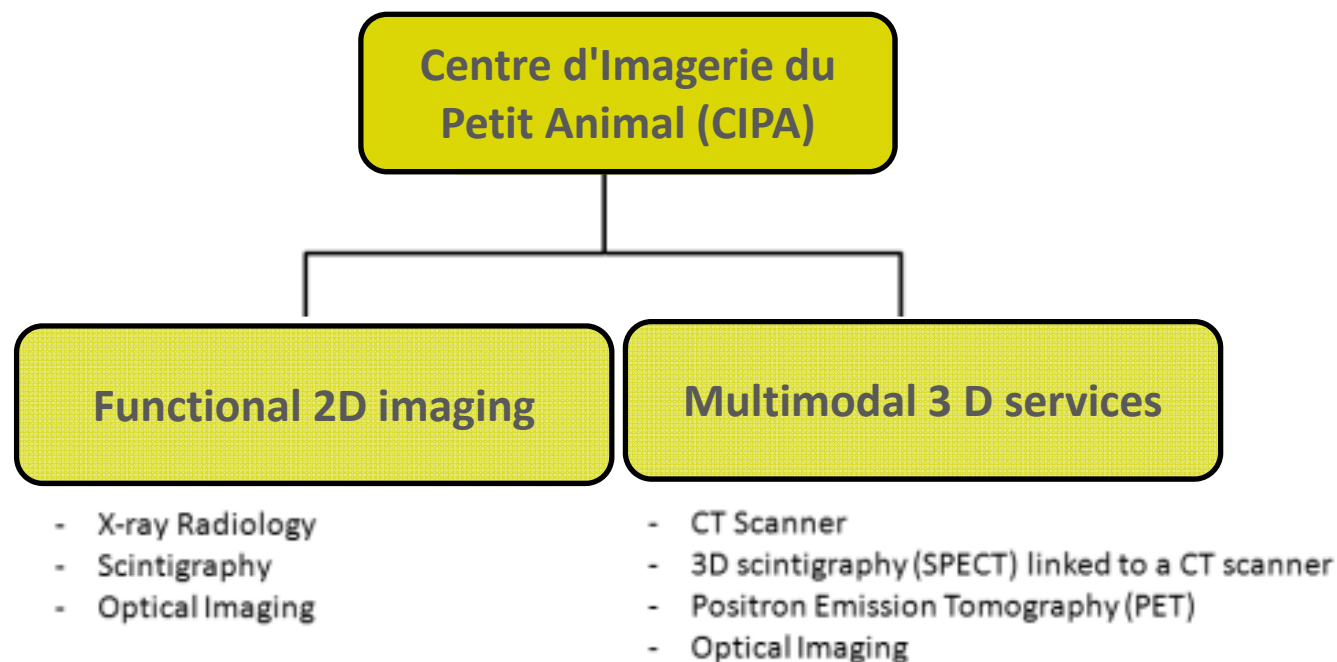 Centre d'Imagerie du
Petit Animal (CIPA)
Functional 2D imaging
- X-ray Radiology
- Scintigraphy
- Optical Imaging
Multimodal 3 D services
- CT Scanner
- 3D scintigraphy (SPECT) linked to a CT scanner
- Positron Emission Tomography (PET)
- Optical Imaging